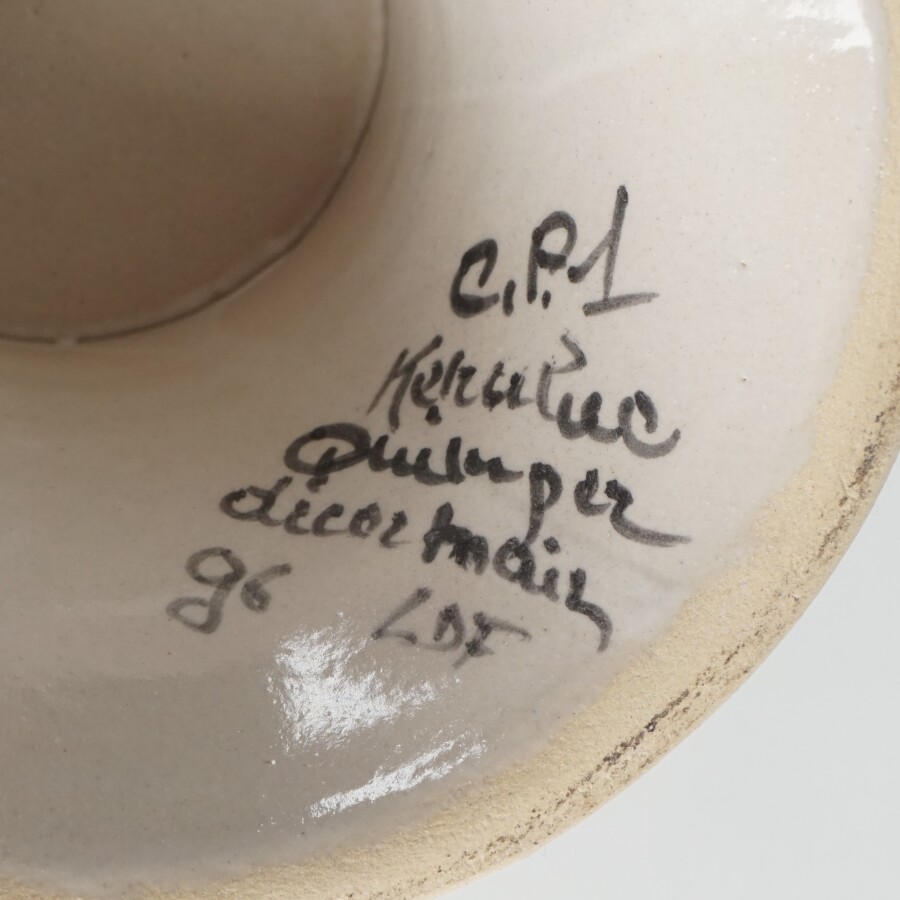 C.P.1
Keraluc
Quimper
décor main
96 LDF